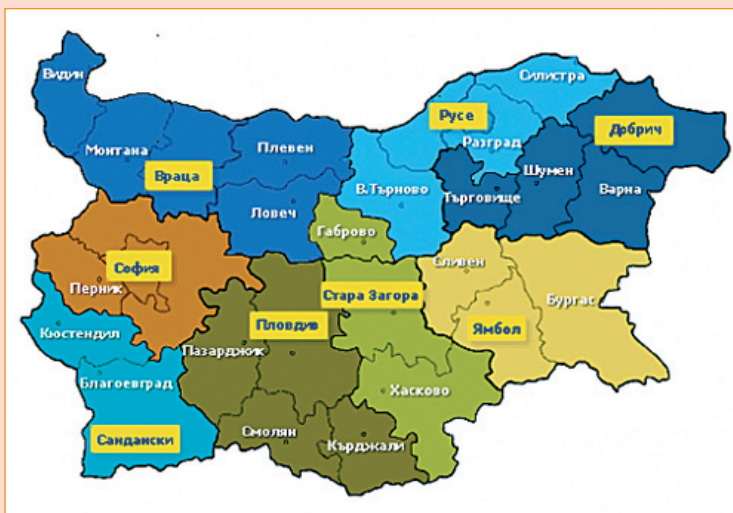 Видин
Силистра
Русе
Добрич
Монтана
Плевен
Разград
Враца
Шумен
В.Търново
Търговище
Варна
Ловеч
Габрово
София
Сливен
Перник
Стара Загора
Бургас
Кюстендил
Пловдив
Ямбол
Пазарджик
Благоевград
Хасково
Сандански
Смолян
Кърджали